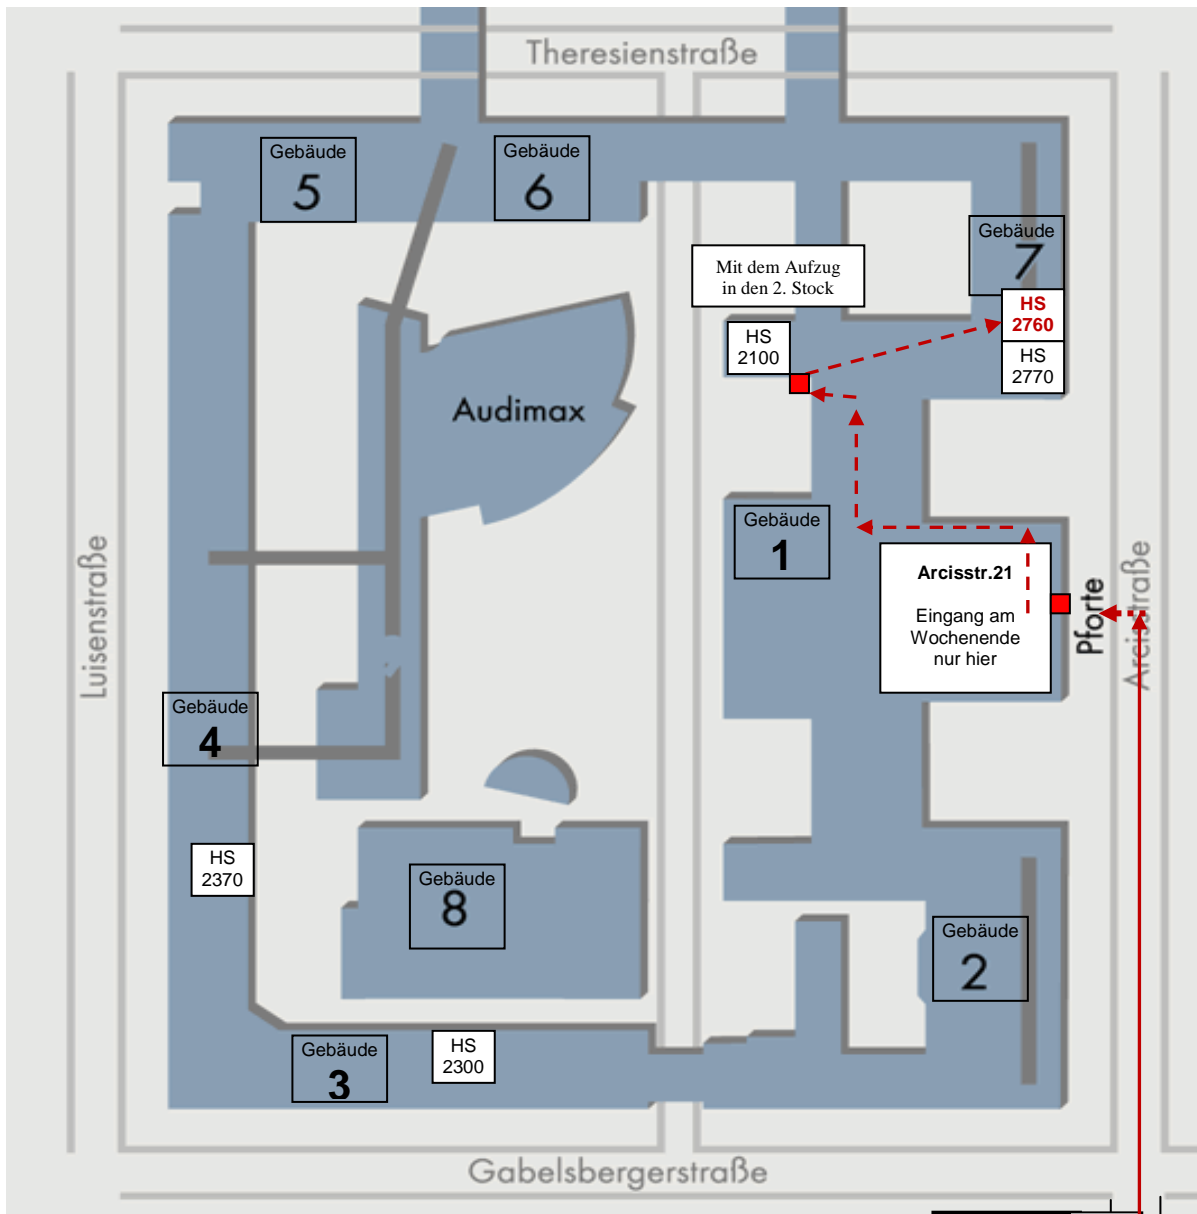 Theresienstraße
Gebäude
5
Gebäude
6
Gebäude
7
Mit dem Aufzug
in den 2. Stock
HS
2760
HS
2100
HS
2770
Audimax
Gebäude
1
Arcisstr.21
Eingang am
Wochenende
nur hier
Pforte
Arcisstraße
Luisenstraße
Gebäude
4
HS
2370
Gebäude
8
Gebäude
2
HS
2300
Gebäude
3
Gabelsbergerstraße